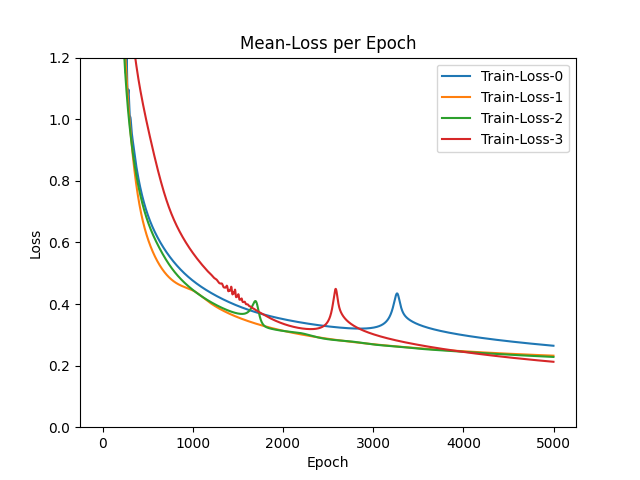 Mean-Loss per Epoch
1.2
1.0
0.8
0.6
0.4
0.2
0.0
Loss
Train-Loss-0
Train-Loss-1
Train-Loss-2
Train-Loss-3
0 1000 2000 3000 4000 5000
Epoch